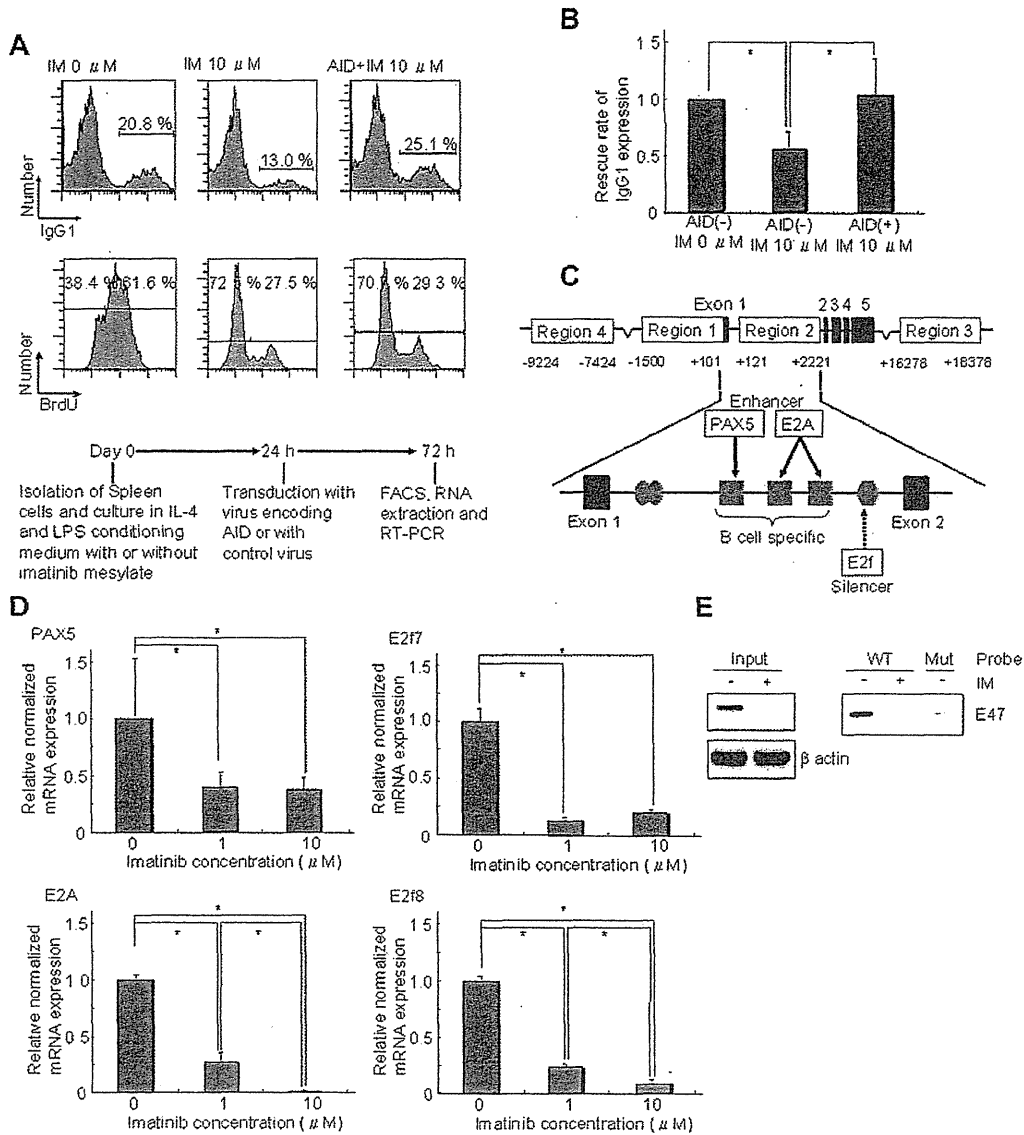 A
IM 0 μM
IM 10 μM
AID+IM 10 μM
20.8 %
13.0 %
25.1 %
Number
IgG1
38.4 %
61.6 %
72 % 27.5 %
70 % 29 3 %
Number
BrdU
Day 0
24 h
72 h
Isolation of Spleen
cells and culture in IL-4
and LPS conditioning
medium with or without
imatinib mesylate
Transduction with
virus encoding
AID or with
control virus
FACS, RNA
extraction and
RT-PCR
B
Rescue rate of
IgG1 expression
1 5
1.0
0.5
0
*
*
AID(-)
IM 0 μM
AID(-)
IM 10 μM
AID(+)
IM 10 μM
C
Exon 1
2 3 4 5
Region 4
Region 1
Region 2
Region 3
-9224
-7424
-1500
+101
+121
+2221
+16278
+18378
Enhancer
PAX5
E2A
Exon 1
Exon 2
B cell specific
E2f
Silencer
D
PAX5
Relative normalized
mRNA expression
1.5
1.0
0.5
0
*
*
0 1 10
Imatinib concentration ( μM)
E2f7
Relative normalized
mRNA expression
1.5
1.0
0.5
0
*
*
0 1 10
Imatinib concentration ( μM)
E2A
Relative normalized
mRNA expression
1 5
1 0
0 5
0
*
* *
0 1 10
Imatinib concentration ( μM)
E2f8
Relative normalized
mRNA expression
1 5
1 0
0 5
0
*
* *
0 1 10
Imatinib concentration ( μM)
E
Input
WT
Mut
Probe
- +
- +
-
IM
E47
β actin